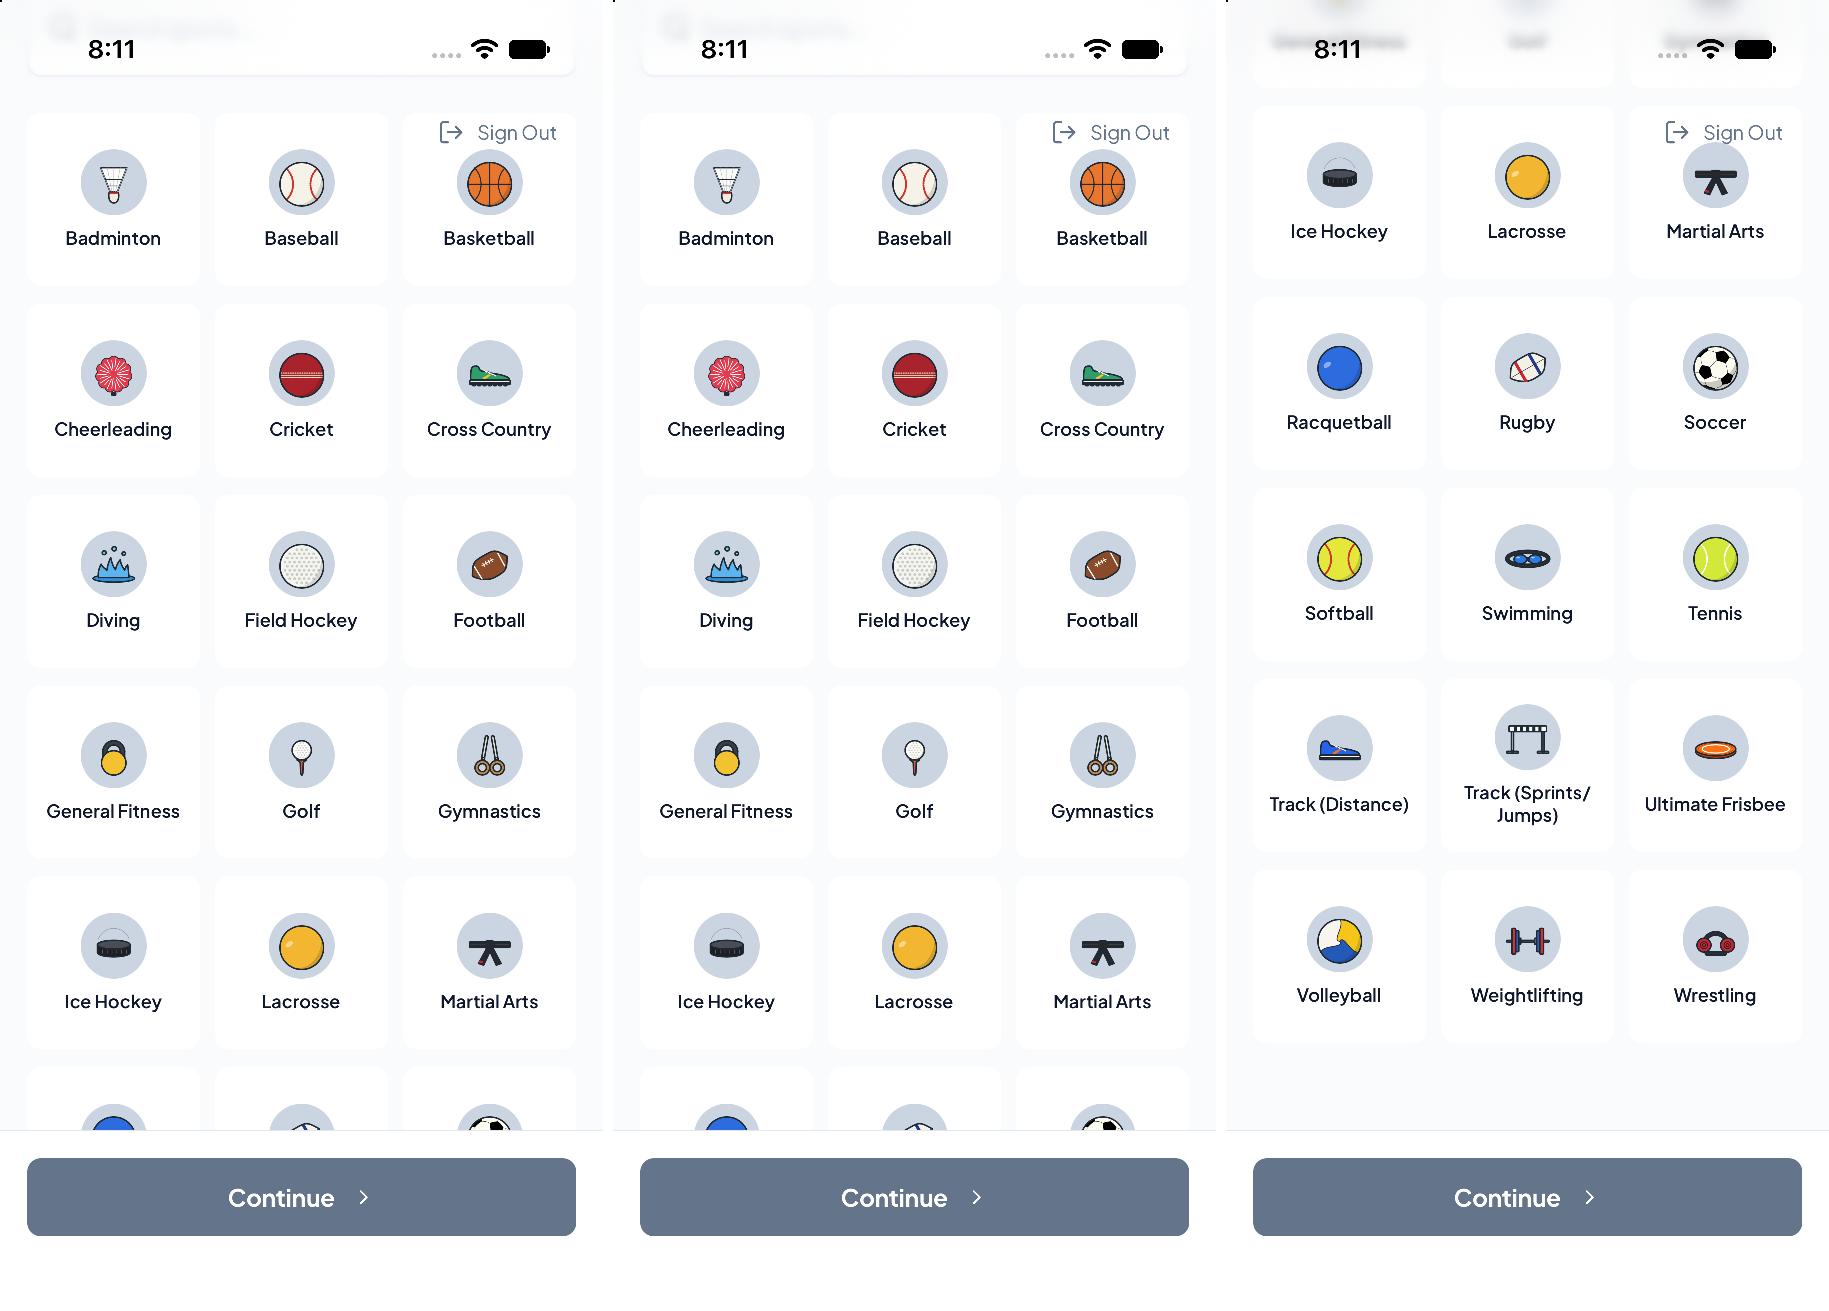 8:11
Sign Out
Badminton
Baseball
Basketball
Cheerleading
Cricket
Cross Country
Diving
Field Hockey
Football
General Fitness
Golf
Gymnastics
Ice Hockey
Lacrosse
Martial Arts
Continue
8:11
Sign Out
Badminton
Baseball
Basketball
Cheerleading
Cricket
Cross Country
Diving
Field Hockey
Football
General Fitness
Golf
Gymnastics
Ice Hockey
Lacrosse
Martial Arts
Continue
8:11
Sign Out
Ice Hockey
Lacrosse
Martial Arts
Racquetball
Rugby
Soccer
Softball
Swimming
Tennis
Track (Distance)
Track (Sprints/
Jumps)
Ultimate Frisbee
Volleyball
Weightlifting
Wrestling
Continue